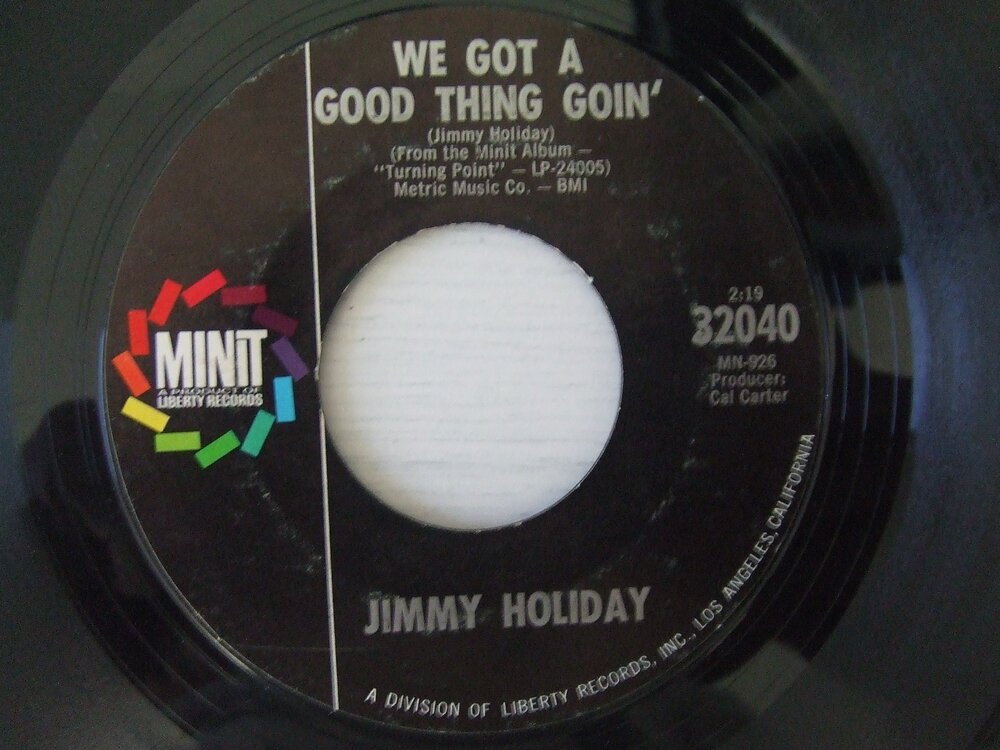 WE GOT A
GOOD THING GOIN'
(Jimmy Holiday)
(From the Minit Album —
"Turning Point" — LP-24005)
Metric Music Co. — BMI
2:19
32040
MN-926
Producer:
Cal Carter
MINIT
A PRODUCT OF
LIBERTY RECORDS
JIMMY HOLIDAY
A DIVISION OF LIBERTY RECORDS, INC., LOS ANGELES, CALIFORNIA